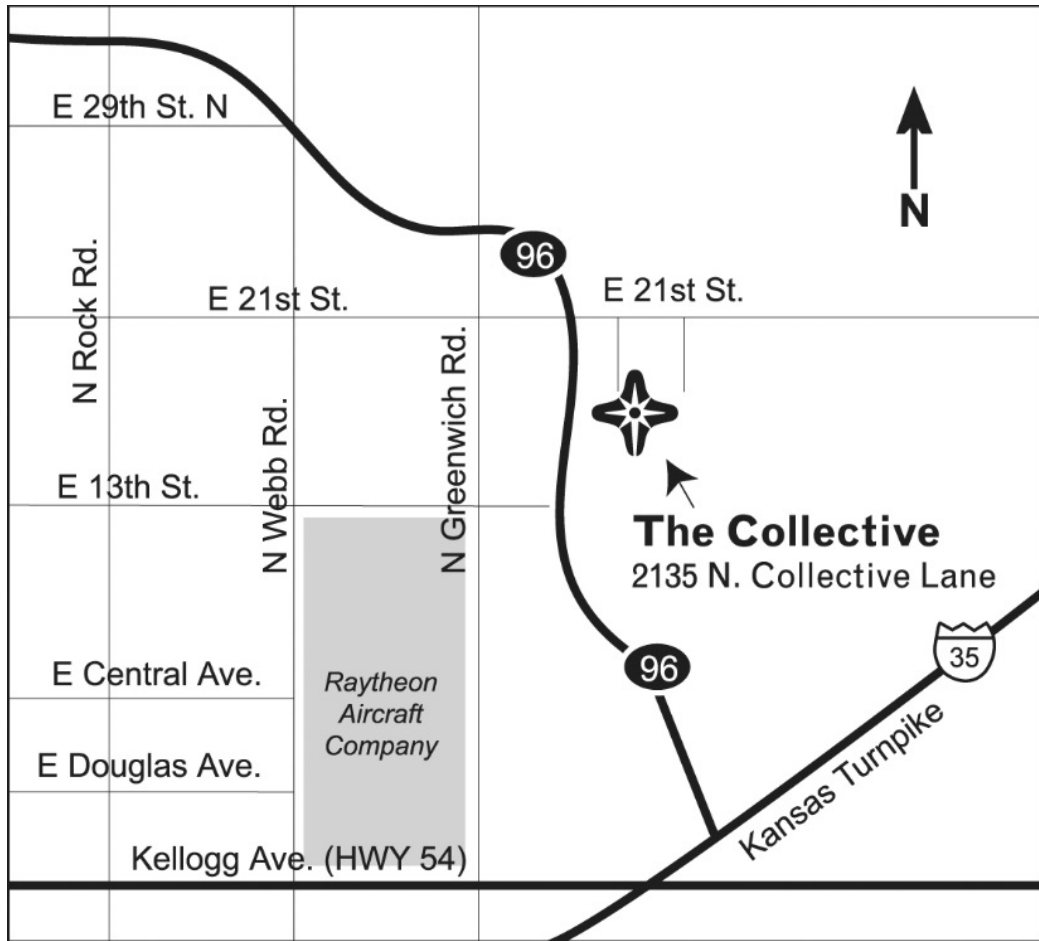 E 29th St. N
N
96
E 21st St.
E 21st St.
N Rock Rd.
N Webb Rd.
N Greenwich Rd.
E 13th St.
The Collective
2135 N. Collective Lane
35
96
E Central Ave.
Raytheon
Aircraft
Company
E Douglas Ave.
Kansas Turnpike
Kellogg Ave. (HWY 54)